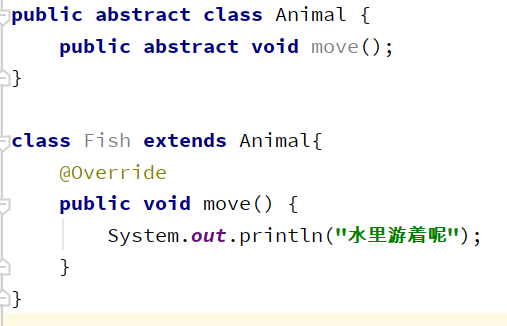 public abstract class Animal {
    public abstract void move();
}

class Fish extends Animal{
    @Override
    public void move() {
        System.out.println("水里游着呢");
    }
}